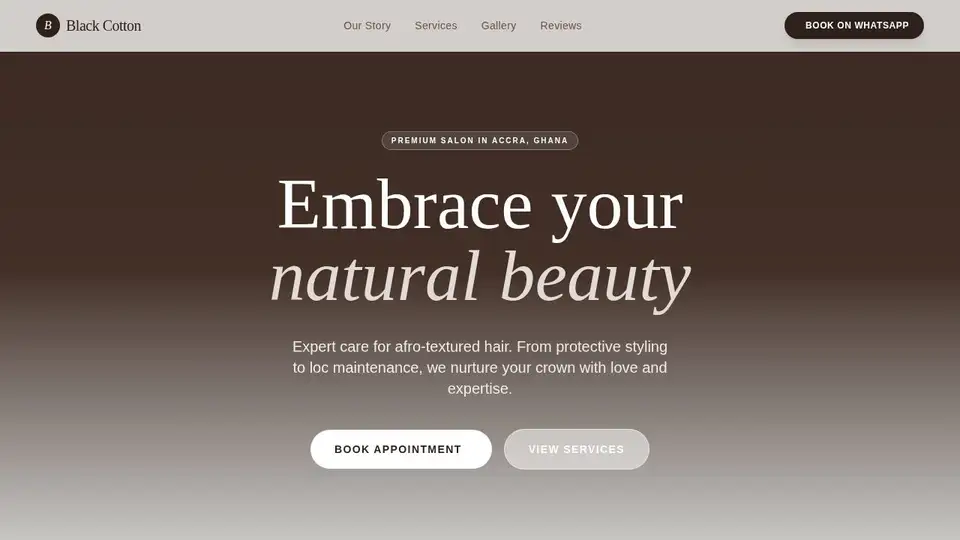 B Black Cotton
Our Story
Services
Gallery
Reviews
BOOK ON WHATSAPP
PREMIUM SALON IN ACCRA, GHANA
Embrace your
natural beauty
Expert care for afro-textured hair. From protective styling
to loc maintenance, we nurture your crown with love and
expertise.
BOOK APPOINTMENT
VIEW SERVICES